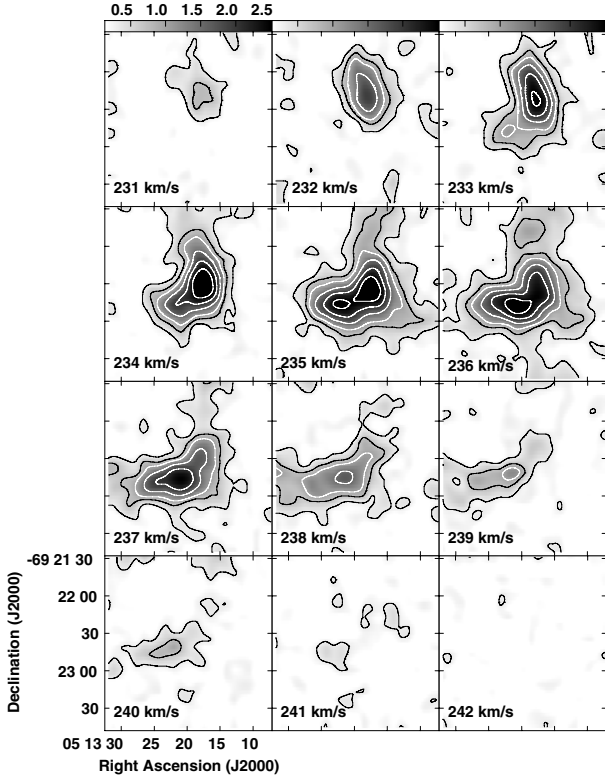 0.5 1.0 1.5 2.0 2.5
231 km/s 232 km/s 233 km/s
234 km/s 235 km/s 236 km/s
237 km/s 238 km/s 239 km/s
-69 21 30
22 00
30
23 00
30
Declination (J2000)
240 km/s 241 km/s 242 km/s
05 13 30 25 20 15 10
Right Ascension (J2000)